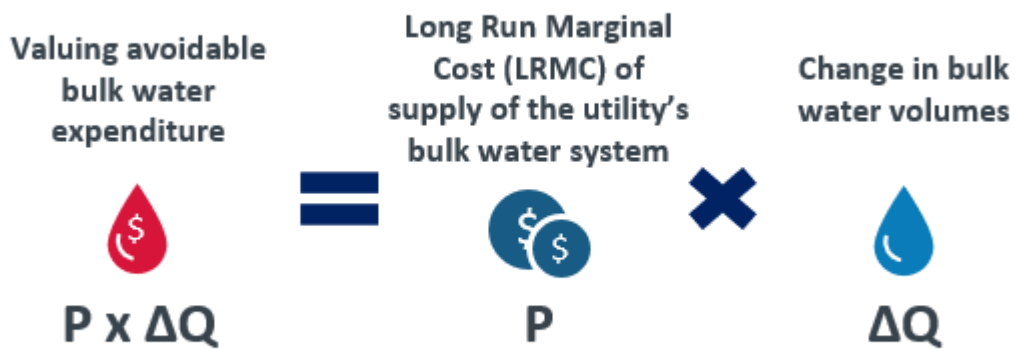 Valuing avoidable
bulk water
expenditure
Long Run Marginal
Cost (LRMC) of
supply of the utility's
bulk water system
Change in bulk
water volumes
$
=
$
$
×
P x ΔQ
P
ΔQ